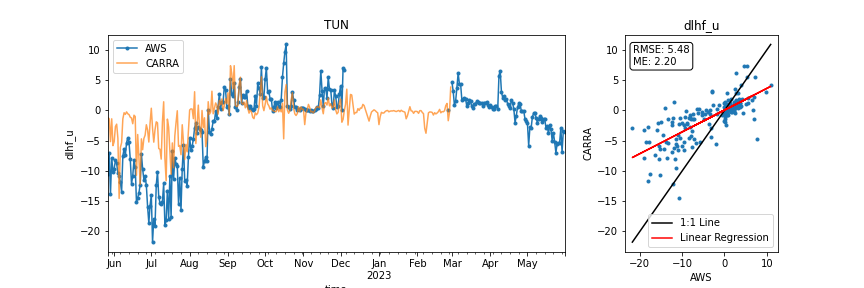 TUN
dlhf_u
AWS
CARRA
dlhf_u
10
5
0
−5
−10
−15
−20
Jun Jul Aug Sep Oct Nov Dec Jan Feb Mar Apr May
2023
time
RMSE: 5.48
ME: 2.20
CARRA
10
5
0
−5
−10
−15
−20
1:1 Line
Linear Regression
−20 −10 0 10
AWS